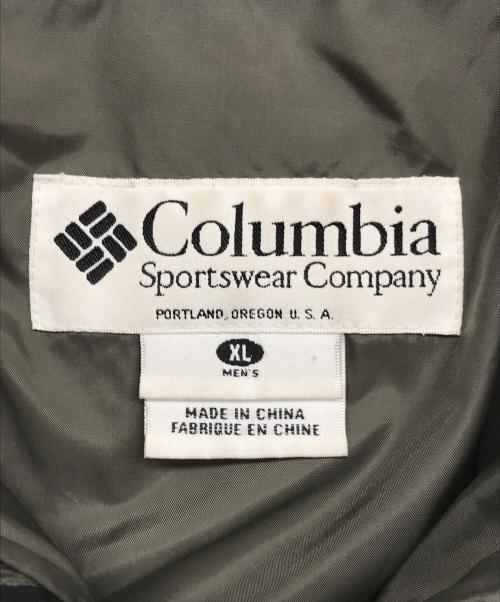 Columbia
Sportswear Company
PORTLAND, OREGON U. S. A.
XL
MEN'S
MADE IN CHINA
FABRIQUE EN CHINE